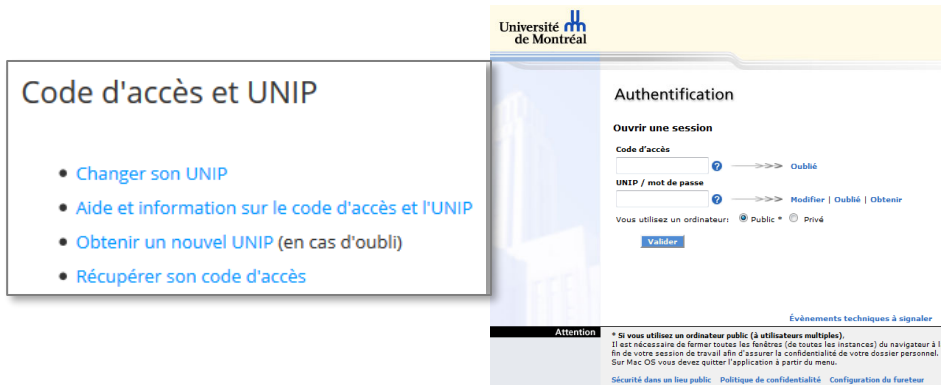 Code d'accès et UNIP
Changer son UNIP
Aide et information sur le code d'accès et l'UNIP
Obtenir un nouvel UNIP (en cas d'oubli)
Récupérer son code d'accès
Université
de Montréal
Authentification
Ouvrir une session
Code d'accès
? >>> Oublié
UNIP / mot de passe
? >>> Modifier | Oublié | Obtenir
Vous utilisez un ordinateur: Public * Privé
Valider
Évènements techniques à signaler
Attention
* Si vous utilisez un ordinateur public (à utilisateurs multiples).
Il est nécessaire de fermer toutes les fenêtres (de toutes les instances) du navigateur à l
fin de votre session de travail afin d'assurer la confidentialité de votre dossier personnel.
Sur Mac OS vous devez quitter l'application à partir du menu.
Sécurité dans un lieu public Politique de confidentialité Configuration du fureteur